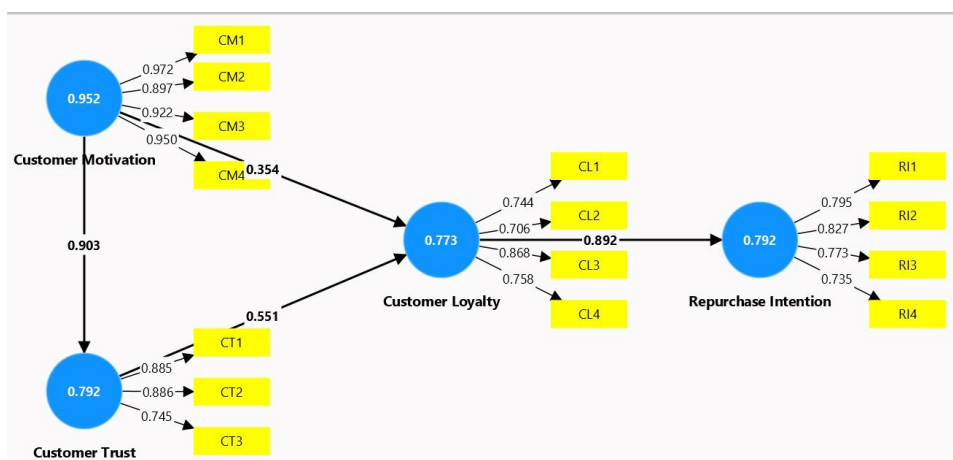 CM1
0.972
CM2
0.897
0.952
0.922
CM3
0.950
Customer Motivation
CM4
0.354
CL1
RI1
0.744
0.795
CL2
RI2
0.706
0.827
0.903
0.773
0.892
0.792
0.868
CL3
0.773
RI3
0.758
0.735
Customer Loyalty
Repurchase Intention
CL4
RI4
0.551
CT1
0.885
0.792
0.886
CT2
0.745
CT3
Customer Trust